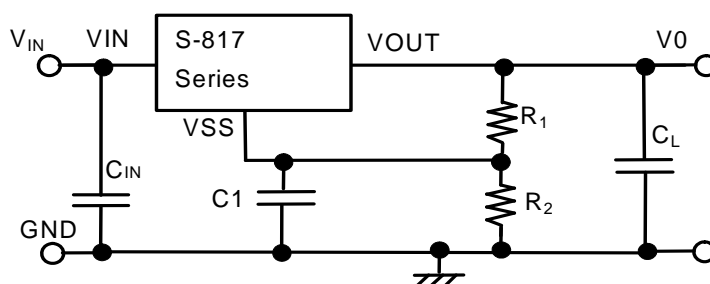 V_IN
VIN
S-817
Series
VOUT
V0
VSS
R_1
C_IN
C1
R_2
C_L
GND